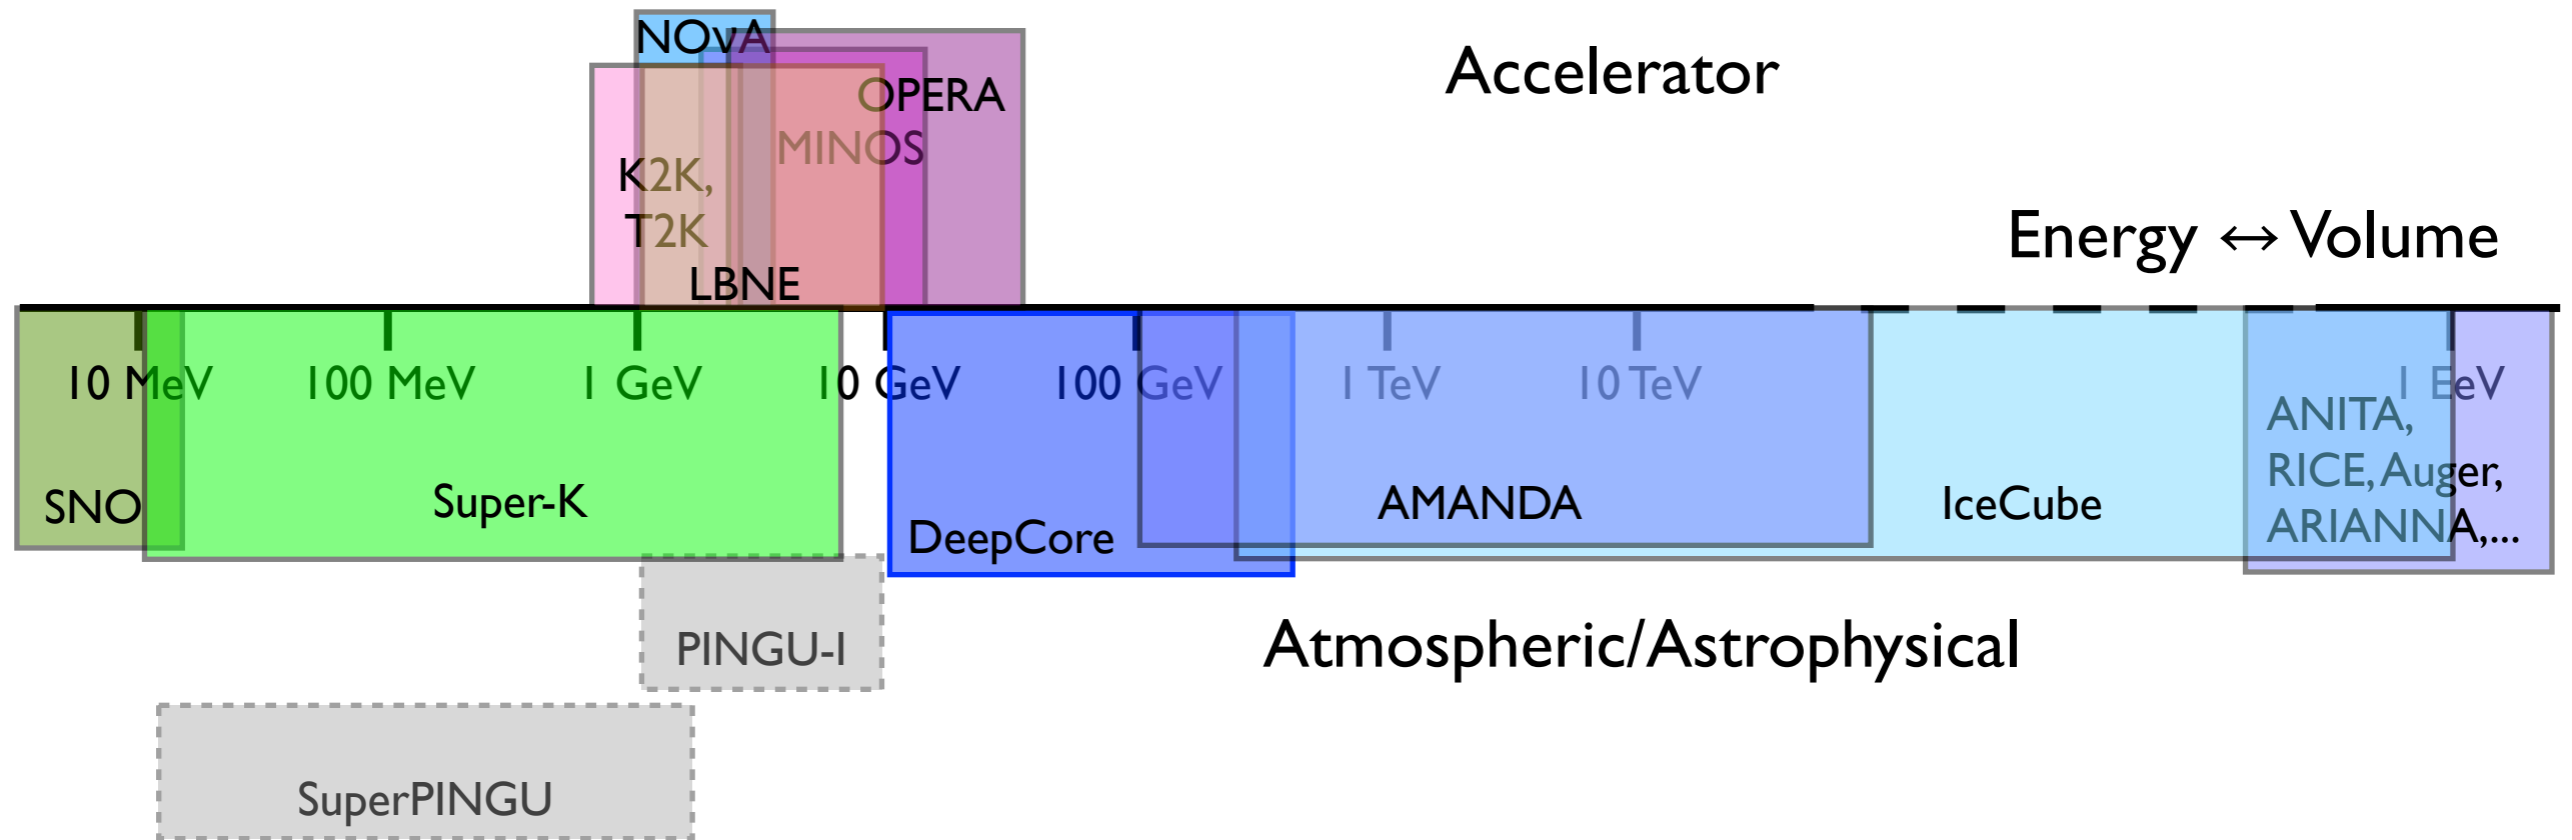 NOvA
Accelerator
OPERA
MINOS
K2K,
T2K
LBNE
Energy ↔ Volume
10 MeV
100 MeV
1 GeV
10 GeV
100 GeV
1 TeV
10 TeV
1 EeV
SNO
Super-K
DeepCore
AMANDA
IceCube
ANITA,
RICE, Auger,
ARIANNA,...
PINGU-I
Atmospheric/Astrophysical
SuperPINGU